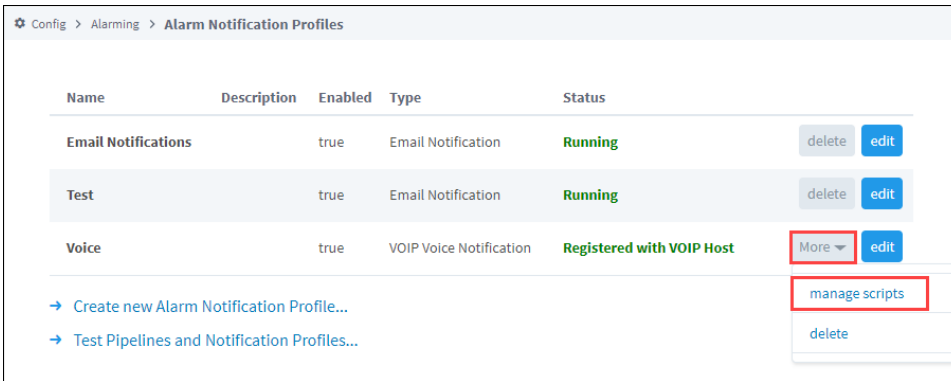 Config > Alarming > Alarm Notification Profiles
Name Description Enabled Type Status
Email Notifications true Email Notification Running delete edit
Test true Email Notification Running delete edit
Voice true VOIP Voice Notification Registered with VOIP Host More edit
manage scripts
→ Create new Alarm Notification Profile...
delete
→ Test Pipelines and Notification Profiles...